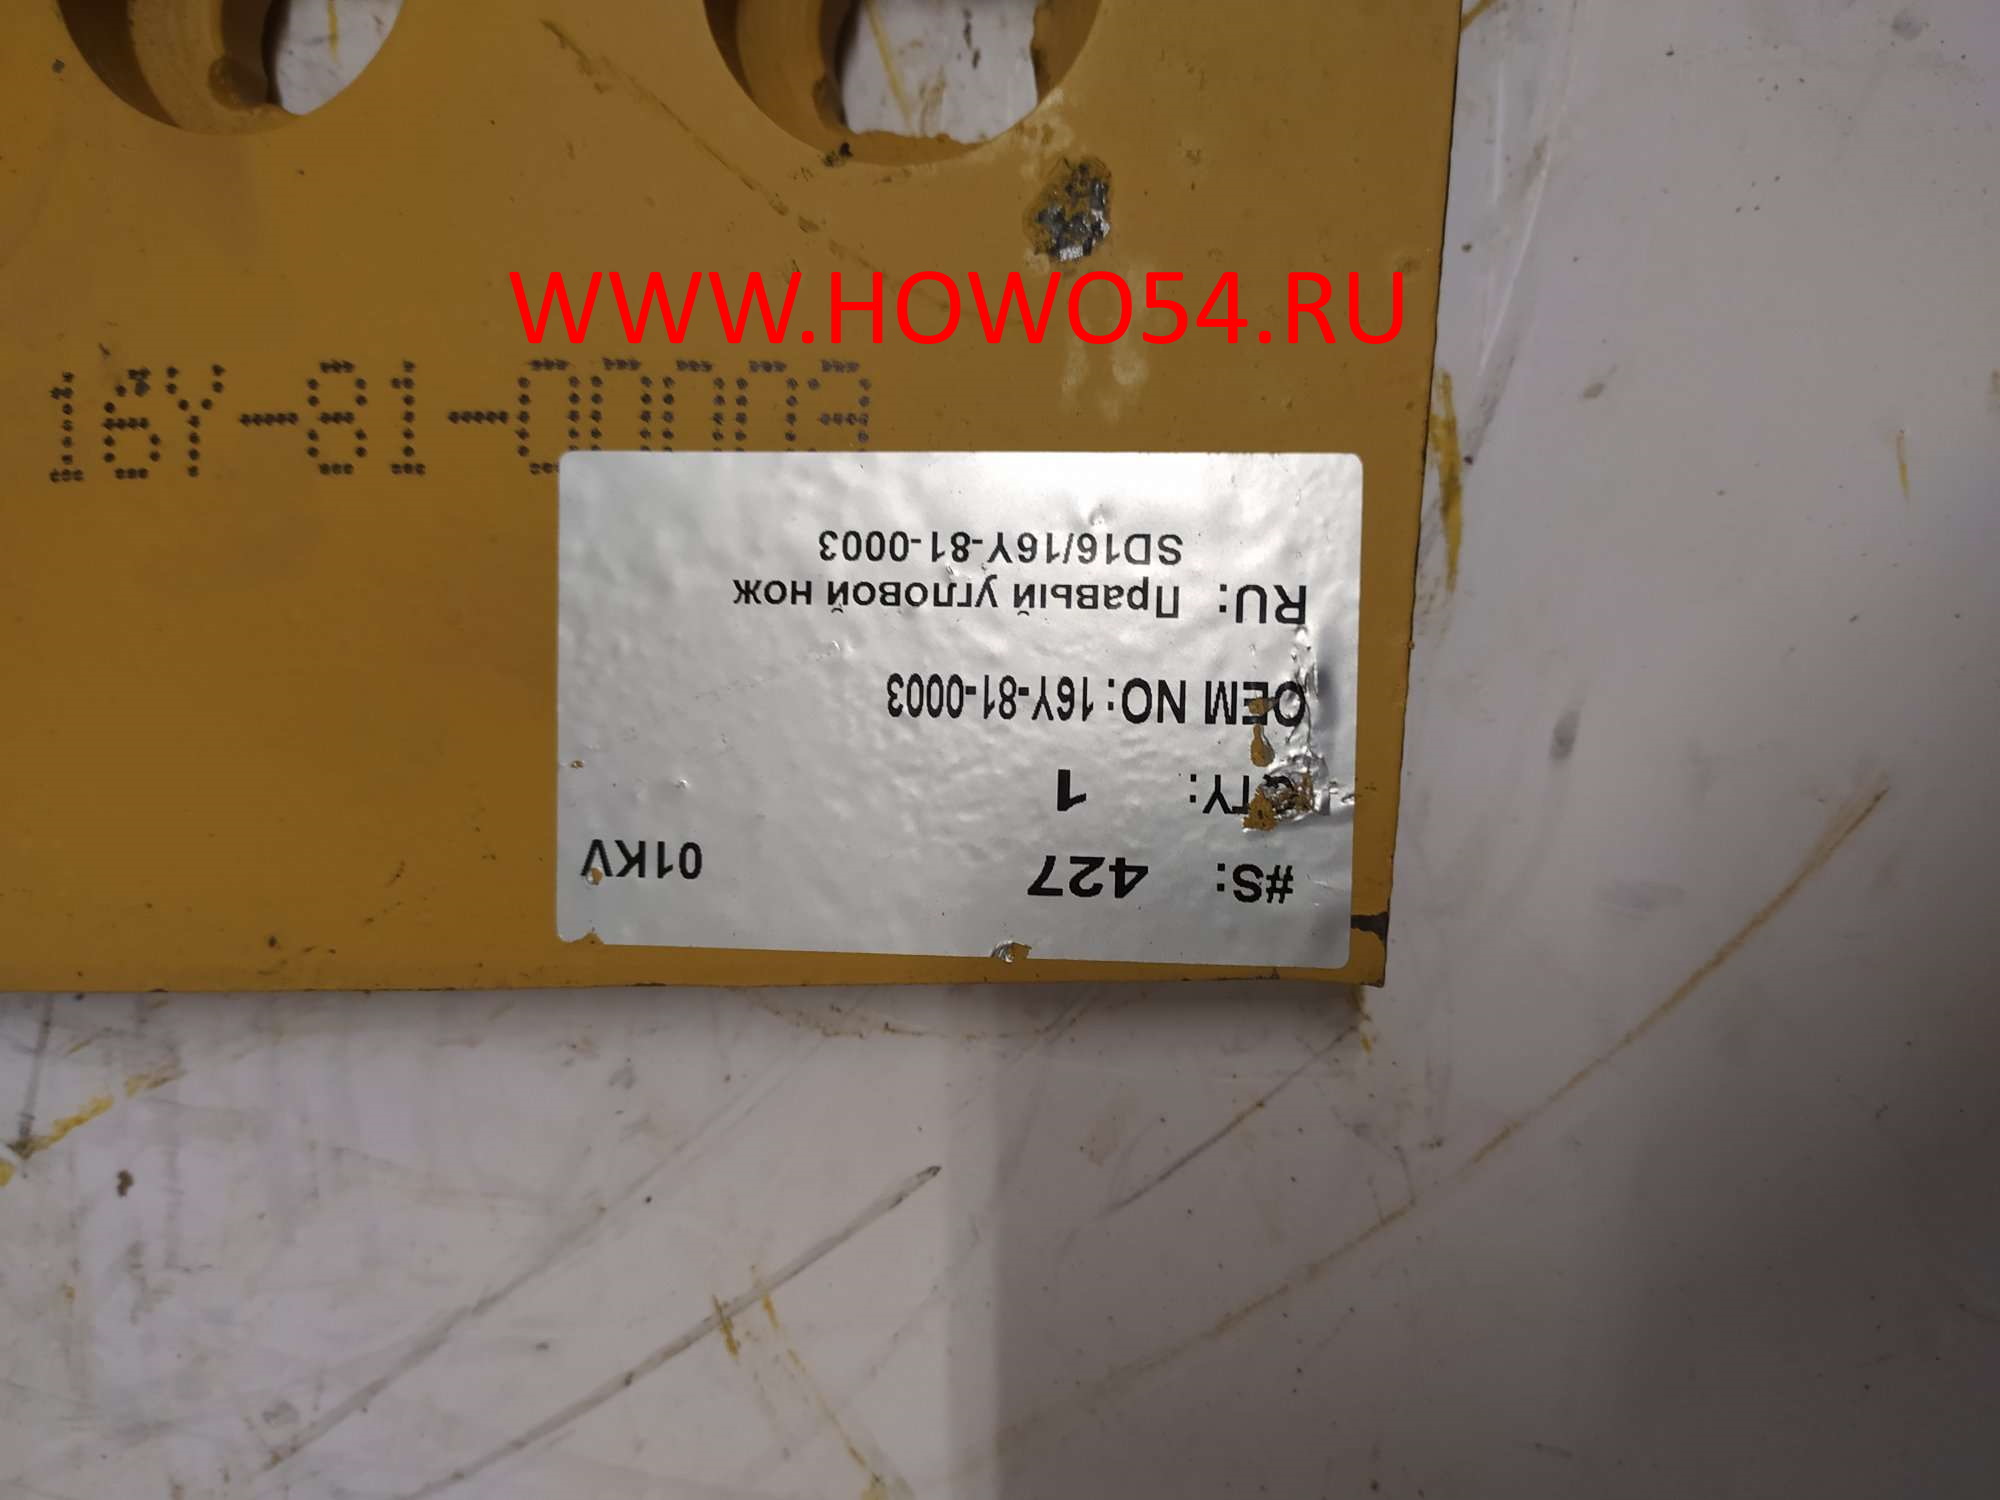 WWW.HOWO54.RU
16Y-81-00003
#S: 427 01KV
QTY: 1
OEM NO: 16Y-81-0003
RU: Правый угловой нож
SD16/16Y-81-0003